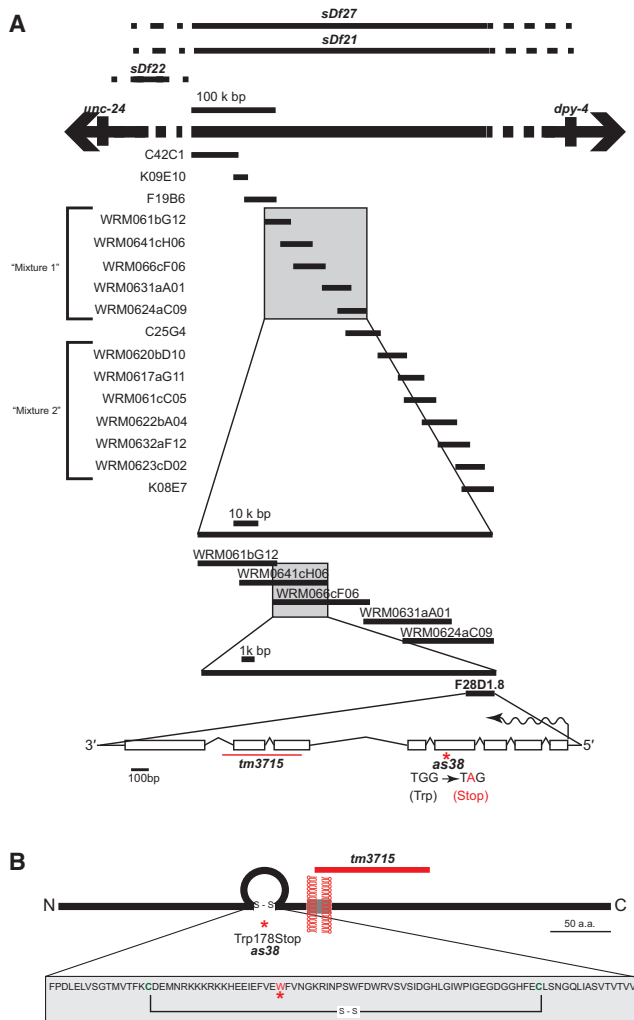 A
sDf27
sDf21
sDf22
unc-24
100 k bp
dpy-4
C42C1
K09E10
F19B6
WRM061bG12
WRM0641cH06
"Mixture 1"
WRM066cF06
WRM0631aA01
WRM0624aC09
C25G4
WRM0620bD10
WRM0617aG11
"Mixture 2"
WRM061cC05
WRM0622bA04
WRM0632aF12
WRM0623cD02
K08E7
10 k bp
WRM061bG12
WRM0641cH06
WRM066cF06
WRM0631aA01
WRM0624aC09
1k bp
F28D1.8
3′
5′
tm3715
*
as38
100bp
TGG TAG
(Trp) (Stop)
B
tm3715
N
S - S
C
*
Trp178Stop
as38
50 a.a.
FPDLELVSGTMVTFKCDEMNRKKKRKKHEEIEFVEWFVNGKRINPSWFDWRVSVSIDGHLGIWPIGEGDGGHFECLSNGQLIASVTVTVV
*
S - S